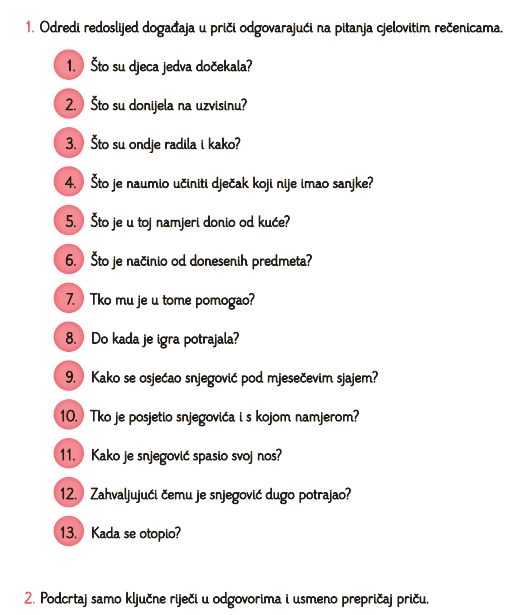 1. Odredi redoslijed događaja u priči odgovarajući na pitanja cjelovitim rečenicama.
1. Što su djeca jedva dočekala?
2. Što su donijela na uzvisinu?
3. Što su ondje radila i kako?
4. Što je naumio učiniti dječak koji nije imao sanjke?
5. Što je u toj namjeri donio od kuće?
6. Što je načinio od donesenih predmeta?
7. Tko mu je u tome pomogao?
8. Do kada je igra potrajala?
9. Kako se osjećao snjegović pod mjesečevim sjajem?
10. Tko je posjetio snjegovića i s kojom namjerom?
11. Kako je snjegović spasio svoj nos?
12. Zahvaljujući čemu je snjegović dugo potrajao?
13. Kada se otopio?
2. Podcrtaj samo ključne riječi u odgovorima i usmeno prepričaj priču.